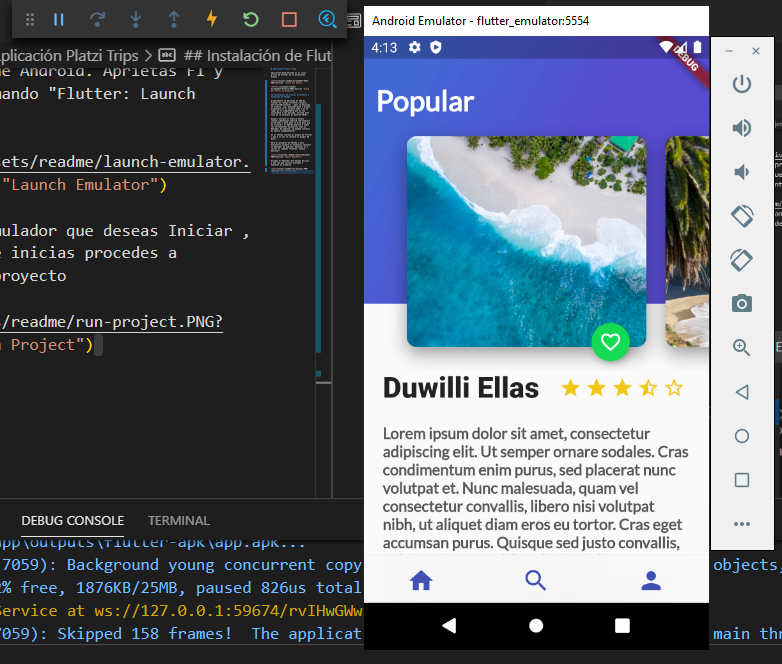 Android Emulator - flutter_emulator:5554
plicación Platzi Trips > abc ## Instalación de Flut
e Android. Aprietas F1 y
mando "Flutter: Launch
sets/readme/launch-emulator.
"Launch Emulator")
mulador que deseas Iniciar ,
e inicias procedes a
royecto
/readme/run-project.PNG?
n Project")
4:13
DEBUG
Popular
Duwilli Ellas
Lorem ipsum dolor sit amet, consectetur
adipiscing elit. Ut semper ornare sodales. Cras
condimentum enim purus, sed placerat nunc
volutpat et. Nunc malesuada, quam vel
consectetur convallis, libero nisi volutpat
nibh, ut aliquet diam eros eu tortor. Cras eget
accumsan purus. Quisque sed justo convallis,
DEBUG CONSOLE TERMINAL
app\outputs\flutter-apk\app.apk...
7059): Background young concurrent copy objects,
% free, 1876KB/25MB, paused 826us total
Service at ws://127.0.0.1:59674/rvIHwGWw
7059): Skipped 158 frames! The applicat main thr